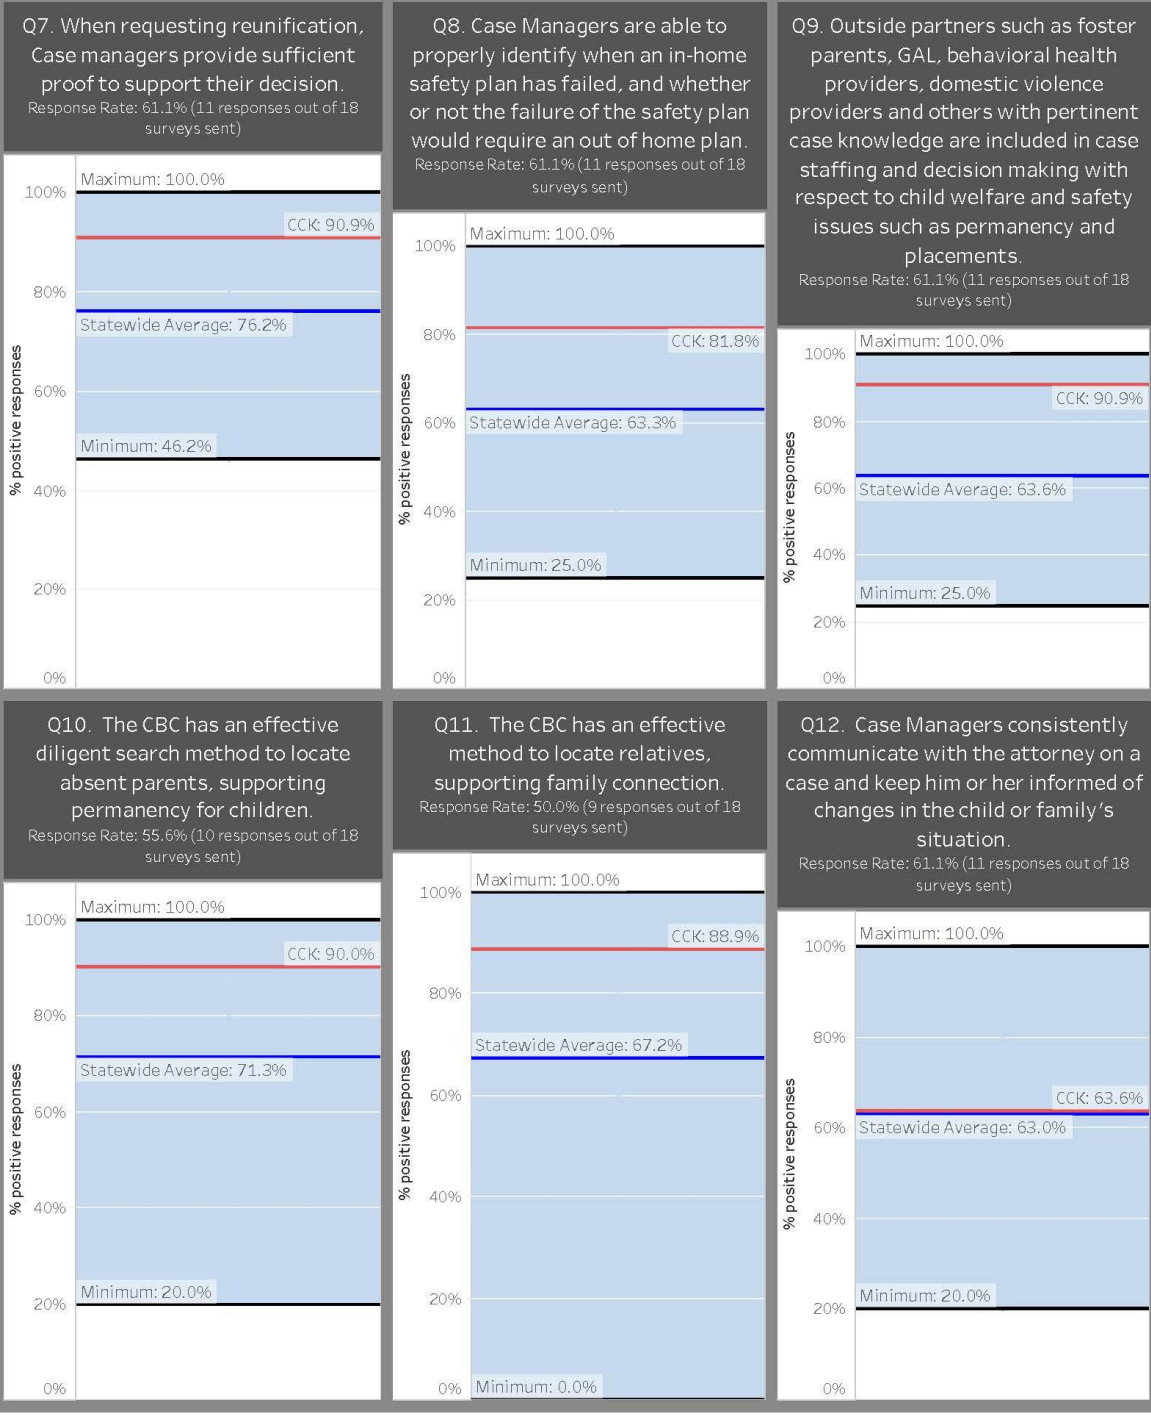 Q7. When requesting reunification,
Case managers provide sufficient
proof to support their decision.
Response Rate: 61.1% (11 responses out of 18
surveys sent)
Maximum: 100.0%
100%
CCK: 90.9%
80%
Statewide Average: 76.2%
60%
Minimum: 46.2%
40%
20%
0%
% positive responses
Q8. Case Managers are able to
properly identify when an in-home
safety plan has failed, and whether
or not the failure of the safety plan
would require an out of home plan.
Response Rate: 61.1% (11 responses out of 18
surveys sent)
Maximum: 100.0%
100%
80%
CCK: 81.8%
60%
Statewide Average: 63.3%
40%
Minimum: 25.0%
20%
0%
% positive responses
Q9. Outside partners such as foster
parents, GAL, behavioral health
providers, domestic violence
providers and others with pertinent
case knowledge are included in case
staffing and decision making with
respect to child welfare and safety
issues such as permanency and
placements.
Response Rate: 61.1% (11 responses out of 18
surveys sent)
Maximum: 100.0%
100%
CCK: 90.9%
80%
60%
Statewide Average: 63.6%
40%
Minimum: 25.0%
20%
0%
% positive responses
Q10.  The CBC has an effective
diligent search method to locate
absent parents, supporting
permanency for children.
Response Rate: 55.6% (10 responses out of 18
surveys sent)
Maximum: 100.0%
100%
CCK: 90.0%
80%
Statewide Average: 71.3%
60%
40%
Minimum: 20.0%
20%
0%
% positive responses
Q11.  The CBC has an effective
method to locate relatives,
supporting family connection.
Response Rate: 50.0% (9 responses out of 18
surveys sent)
Maximum: 100.0%
100%
CCK: 88.9%
80%
Statewide Average: 67.2%
60%
40%
20%
Minimum: 0.0%
0%
% positive responses
Q12.  Case Managers consistently
communicate with the attorney on a
case and keep him or her informed of
changes in the child or family's
situation.
Response Rate: 61.1% (11 responses out of 18
surveys sent)
Maximum: 100.0%
100%
80%
CCK: 63.6%
60%
Statewide Average: 63.0%
40%
Minimum: 20.0%
20%
0%
% positive responses